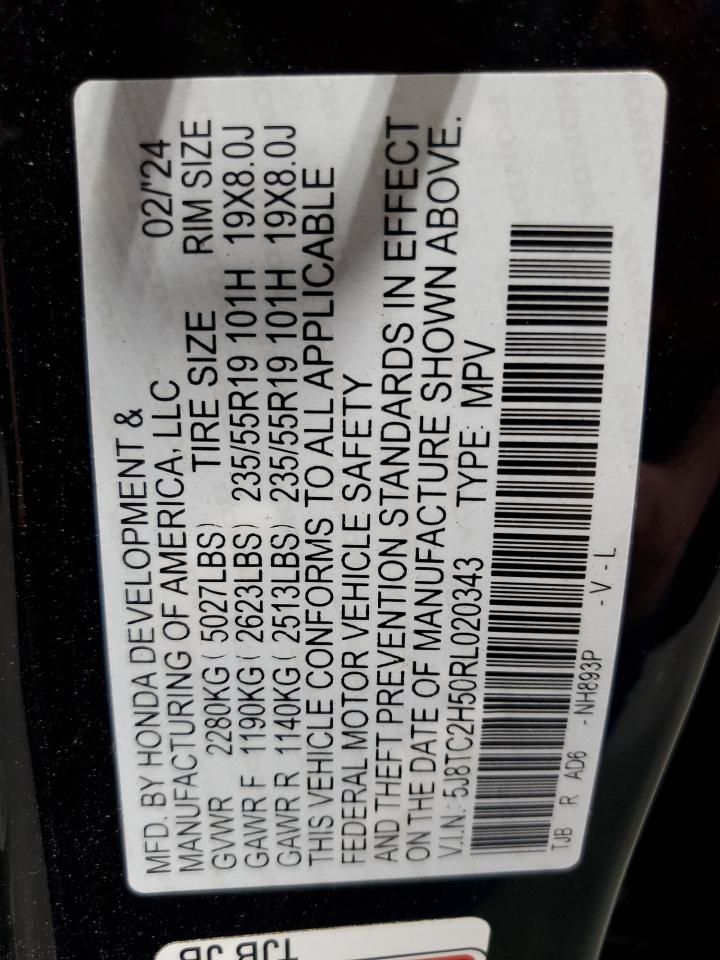 MFD. BY HONDA DEVELOPMENT &
MANUFACTURING OF AMERICA, LLC 02/'24
GVWR 2280KG ( 5027LBS) TIRE SIZE RIM SIZE
GAWR F 1190KG ( 2623LBS) 235/55R19 101H 19X8.0J
GAWR R 1140KG ( 2513LBS) 235/55R19 101H 19X8.0J
THIS VEHICLE CONFORMS TO ALL APPLICABLE
FEDERAL MOTOR VEHICLE SAFETY
AND THEFT PREVENTION STANDARDS IN EFFECT
ON THE DATE OF MANUFACTURE SHOWN ABOVE.
V.I.N.: 5J8TC2H50RL020343 TYPE: MPV
TJB R AD6 -NH893P -V-L